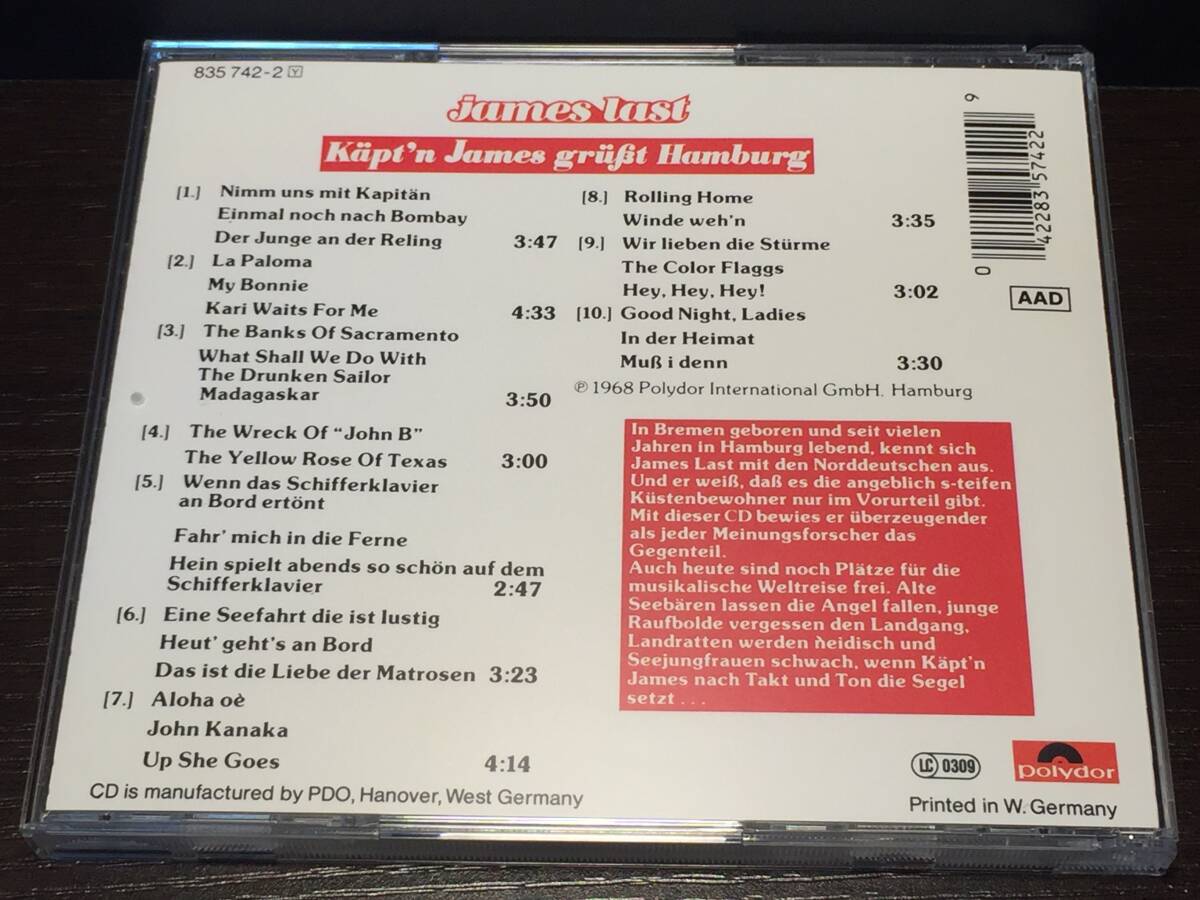 835 742-2 Y
james last
Käpt'n James grüßt Hamburg
[1.] Nimm uns mit Kapitän
Einmal noch nach Bombay
Der Junge an der Reling 3:47
[2.] La Paloma
My Bonnie
Kari Waits For Me 4:33
[3.] The Banks Of Sacramento
What Shall We Do With
The Drunken Sailor
Madagaskar 3:50
[4.] The Wreck Of "John B"
The Yellow Rose Of Texas 3:00
[5.] Wenn das Schifferklavier
an Bord ertönt
Fahr' mich in die Ferne
Hein spielt abends so schön auf dem
Schifferklavier 2:47
[6.] Eine Seefahrt die ist lustig
Heut' geht's an Bord
Das ist die Liebe der Matrosen 3:23
[7.] Aloha oè
John Kanaka
Up She Goes 4:14
[8.] Rolling Home
Winde weh'n 3:35
[9.] Wir lieben die Stürme
The Color Flaggs
Hey, Hey, Hey! 3:02
[10.] Good Night, Ladies
In der Heimat
Muß i denn 3:30
℗ 1968 Polydor International GmbH. Hamburg
0 42283 57422 9
AAD
In Bremen geboren und seit vielen
Jahren in Hamburg lebend, kennt sich
James Last mit den Norddeutschen aus.
Und er weiß, daß es die angeblich s-teifen
Küstenbewohner nur im Vorurteil gibt.
Mit dieser CD bewies er überzeugender
als jeder Meinungsforscher das
Gegenteil.
Auch heute sind noch Plätze für die
musikalische Weltreise frei. Alte
Seebären lassen die Angel fallen, junge
Raufbolde vergessen den Landgang,
Landratten werden neidisch und
Seejungfrauen schwach, wenn Käpt'n
James nach Takt und Ton die Segel
setzt . . .
LC 0309
polydor
CD is manufactured by PDO, Hanover, West Germany
Printed in W. Germany